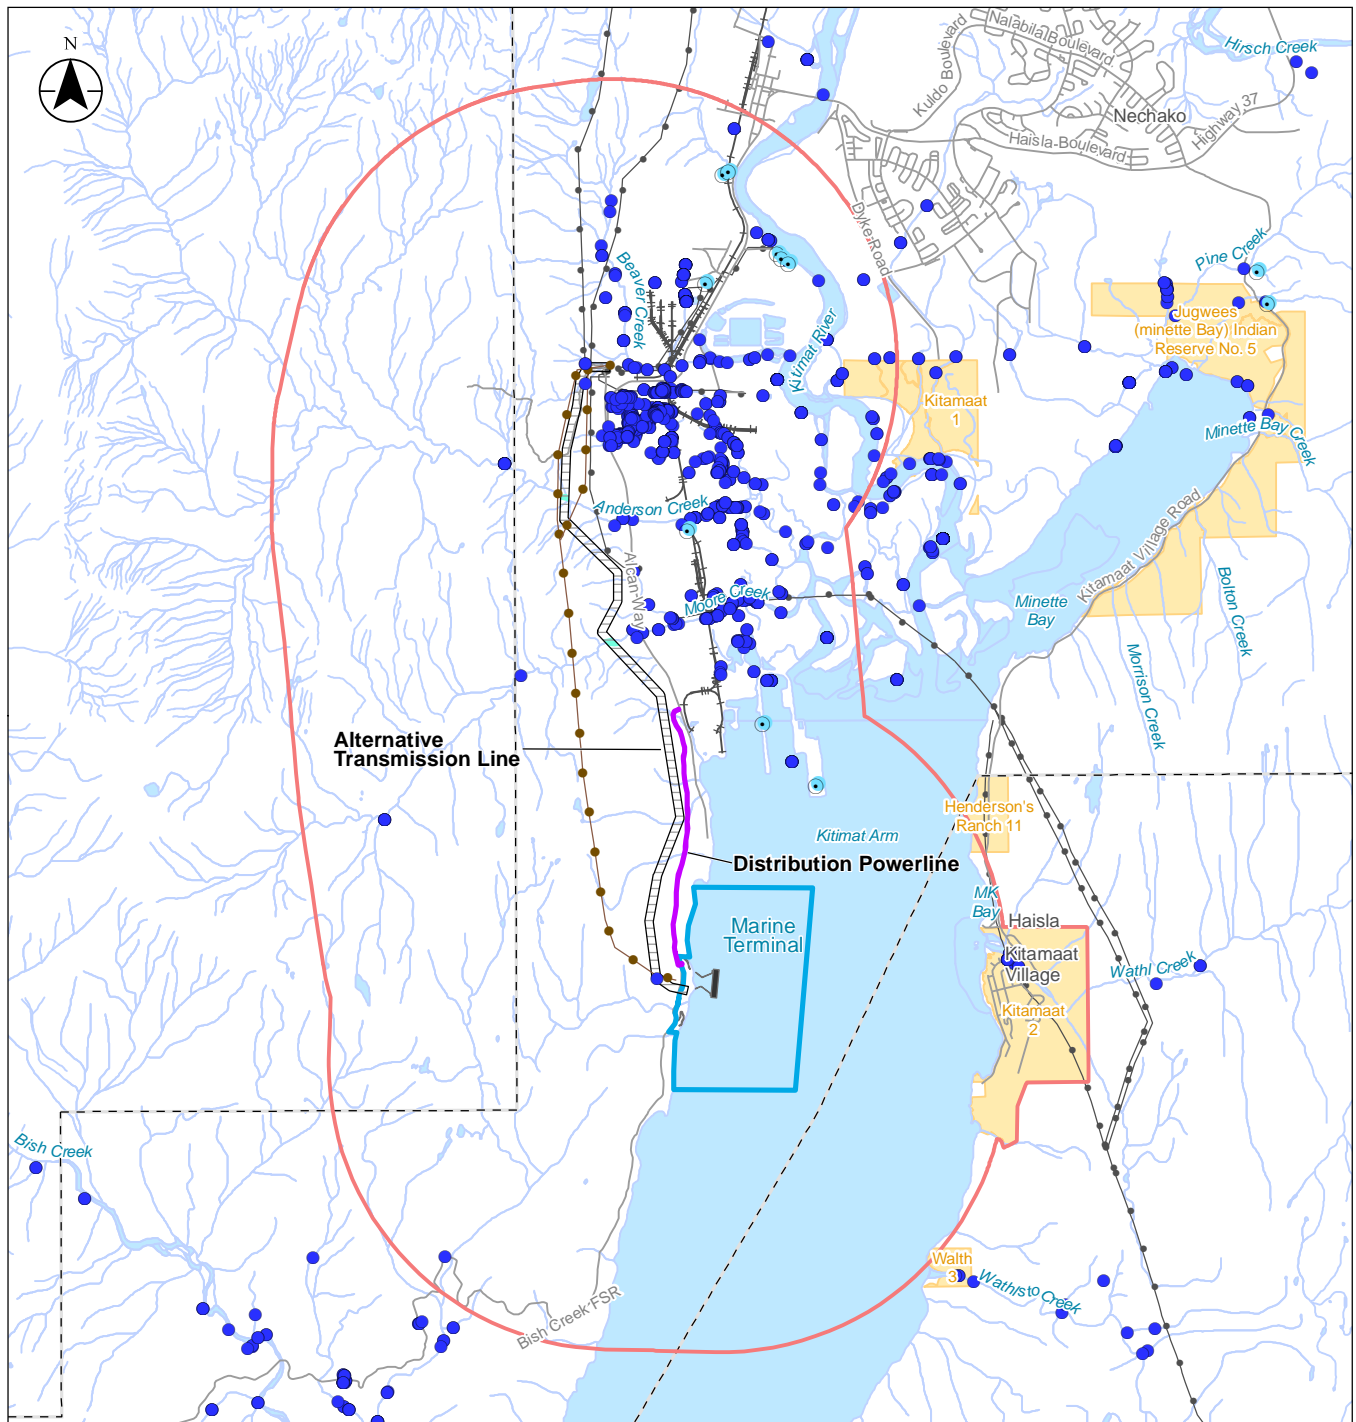 N
Kuldo Boulevard
Nalabila Boulevard
Hirsch Creek
Nechako
Highway 37
Haisla Boulevard
Dyke Road
Pine Creek
Beaver Creek
Jugwees
(minette Bay) Indian
Reserve No. 5
Kitimat River
Kitamaat
1
Minette Bay Creek
Anderson Creek
Kitamaat Village Road
Alcan Way
Bolton Creek
Moore Creek
Minette
Bay
Morrison Creek
Alternative
Transmission Line
Henderson's
Ranch 11
Kitimat Arm
Distribution Powerline
MK
Bay
Haisla
Marine
Terminal
Kitamaat
Village
Wathl Creek
Kitamaat
2
Bish Creek
Walth
3
Wathlsto Creek
Bish Creek FSR